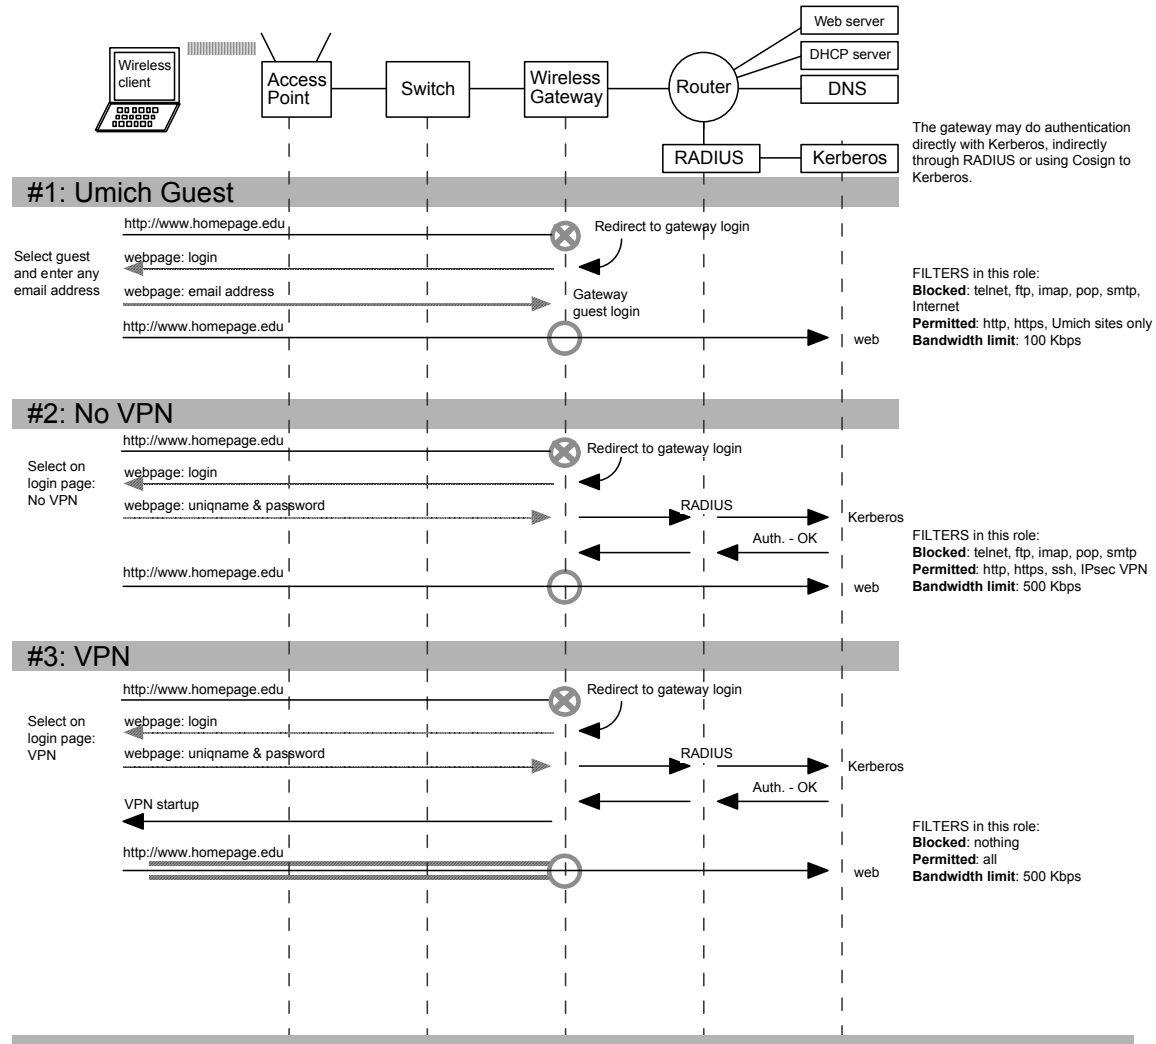 Web server
DHCP server
DNS
Wireless
client
Access
Point
Switch
Wireless
Gateway
Router
RADIUS
Kerberos
The gateway may do authentication
directly with Kerberos, indirectly
through RADIUS or using Cosign to
Kerberos.
#1: Umich Guest
http://www.homepage.edu
Redirect to gateway login
Select guest
and enter any
email address
webpage: login
webpage: email address
Gateway
guest login
http://www.homepage.edu
web
FILTERS in this role:
Blocked: telnet, ftp, imap, pop, smtp,
Internet
Permitted: http, https, Umich sites only
Bandwidth limit: 100 Kbps
#2: No VPN
http://www.homepage.edu
Redirect to gateway login
Select on
login page:
No VPN
webpage: login
webpage: uniqname & password
RADIUS
Kerberos
Auth. - OK
http://www.homepage.edu
web
FILTERS in this role:
Blocked: telnet, ftp, imap, pop, smtp
Permitted: http, https, ssh, IPsec VPN
Bandwidth limit: 500 Kbps
#3: VPN
http://www.homepage.edu
Redirect to gateway login
Select on
login page:
VPN
webpage: login
webpage: uniqname & password
RADIUS
Kerberos
Auth. - OK
VPN startup
http://www.homepage.edu
web
FILTERS in this role:
Blocked: nothing
Permitted: all
Bandwidth limit: 500 Kbps